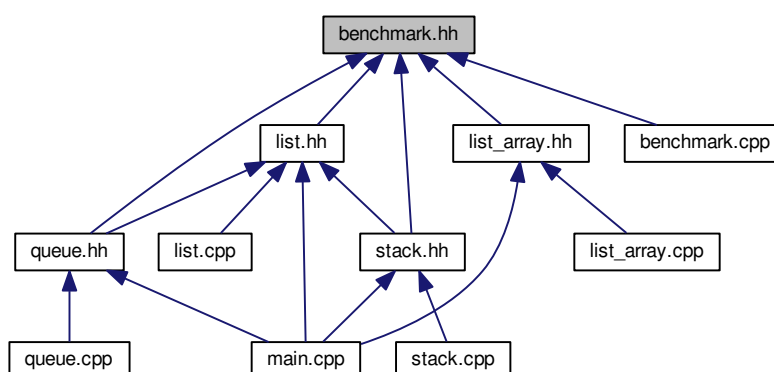 benchmark.hh
list.hh
list_array.hh
benchmark.cpp
queue.hh
list.cpp
stack.hh
list_array.cpp
queue.cpp
main.cpp
stack.cpp